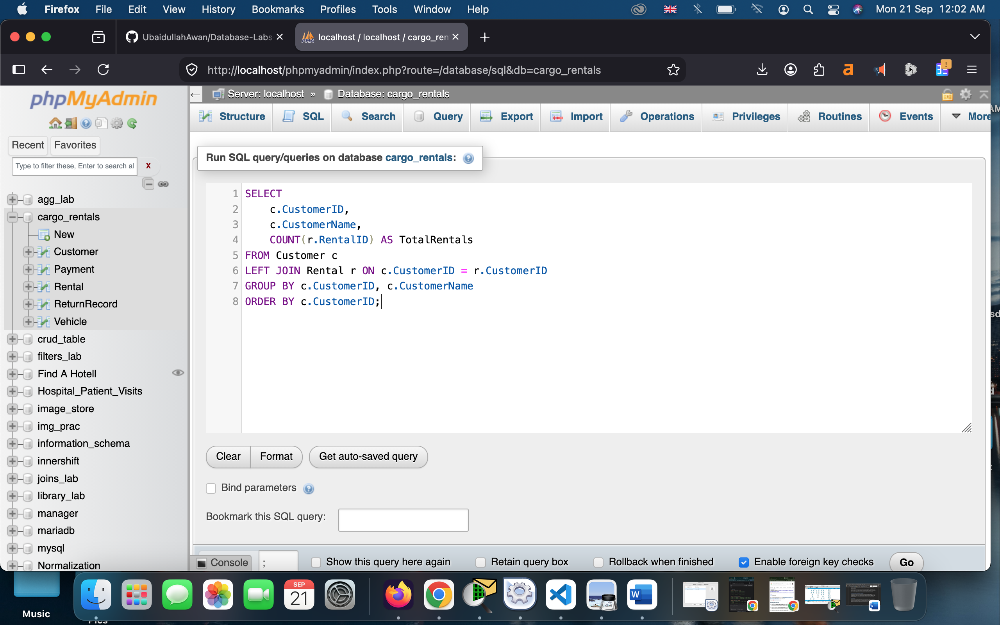 Firefox File Edit View History Bookmarks Profiles Tools Window Help Mon 21 Sep 12:02 AM
UbaidullahAwan/Database-Labs localhost / localhost / cargo_ren
http://localhost/phpmyadmin/index.php?route=/database/sql&db=cargo_rentals
phpMyAdmin
Recent Favorites
Type to filter these, Enter to search al X
agg_lab
cargo_rentals
New
Customer
Payment
Rental
ReturnRecord
Vehicle
crud_table
filters_lab
Find A Hotell
Hospital_Patient_Visits
image_store
img_prac
information_schema
innershift
joins_lab
library_lab
manager
mariadb
mysql
Normalization
Server: localhost » Database: cargo_rentals
Structure SQL Search Query Export Import Operations Privileges Routines Events More
Run SQL query/queries on database cargo_rentals:
1 SELECT
2 c.CustomerID,
3 c.CustomerName,
4 COUNT(r.RentalID) AS TotalRentals
5 FROM Customer c
6 LEFT JOIN Rental r ON c.CustomerID = r.CustomerID
7 GROUP BY c.CustomerID, c.CustomerName
8 ORDER BY c.CustomerID;
Clear Format Get auto-saved query
Bind parameters
Bookmark this SQL query:
Console ; Show this query here again Retain query box Rollback when finished Enable foreign key checks Go
SEP
21
Music